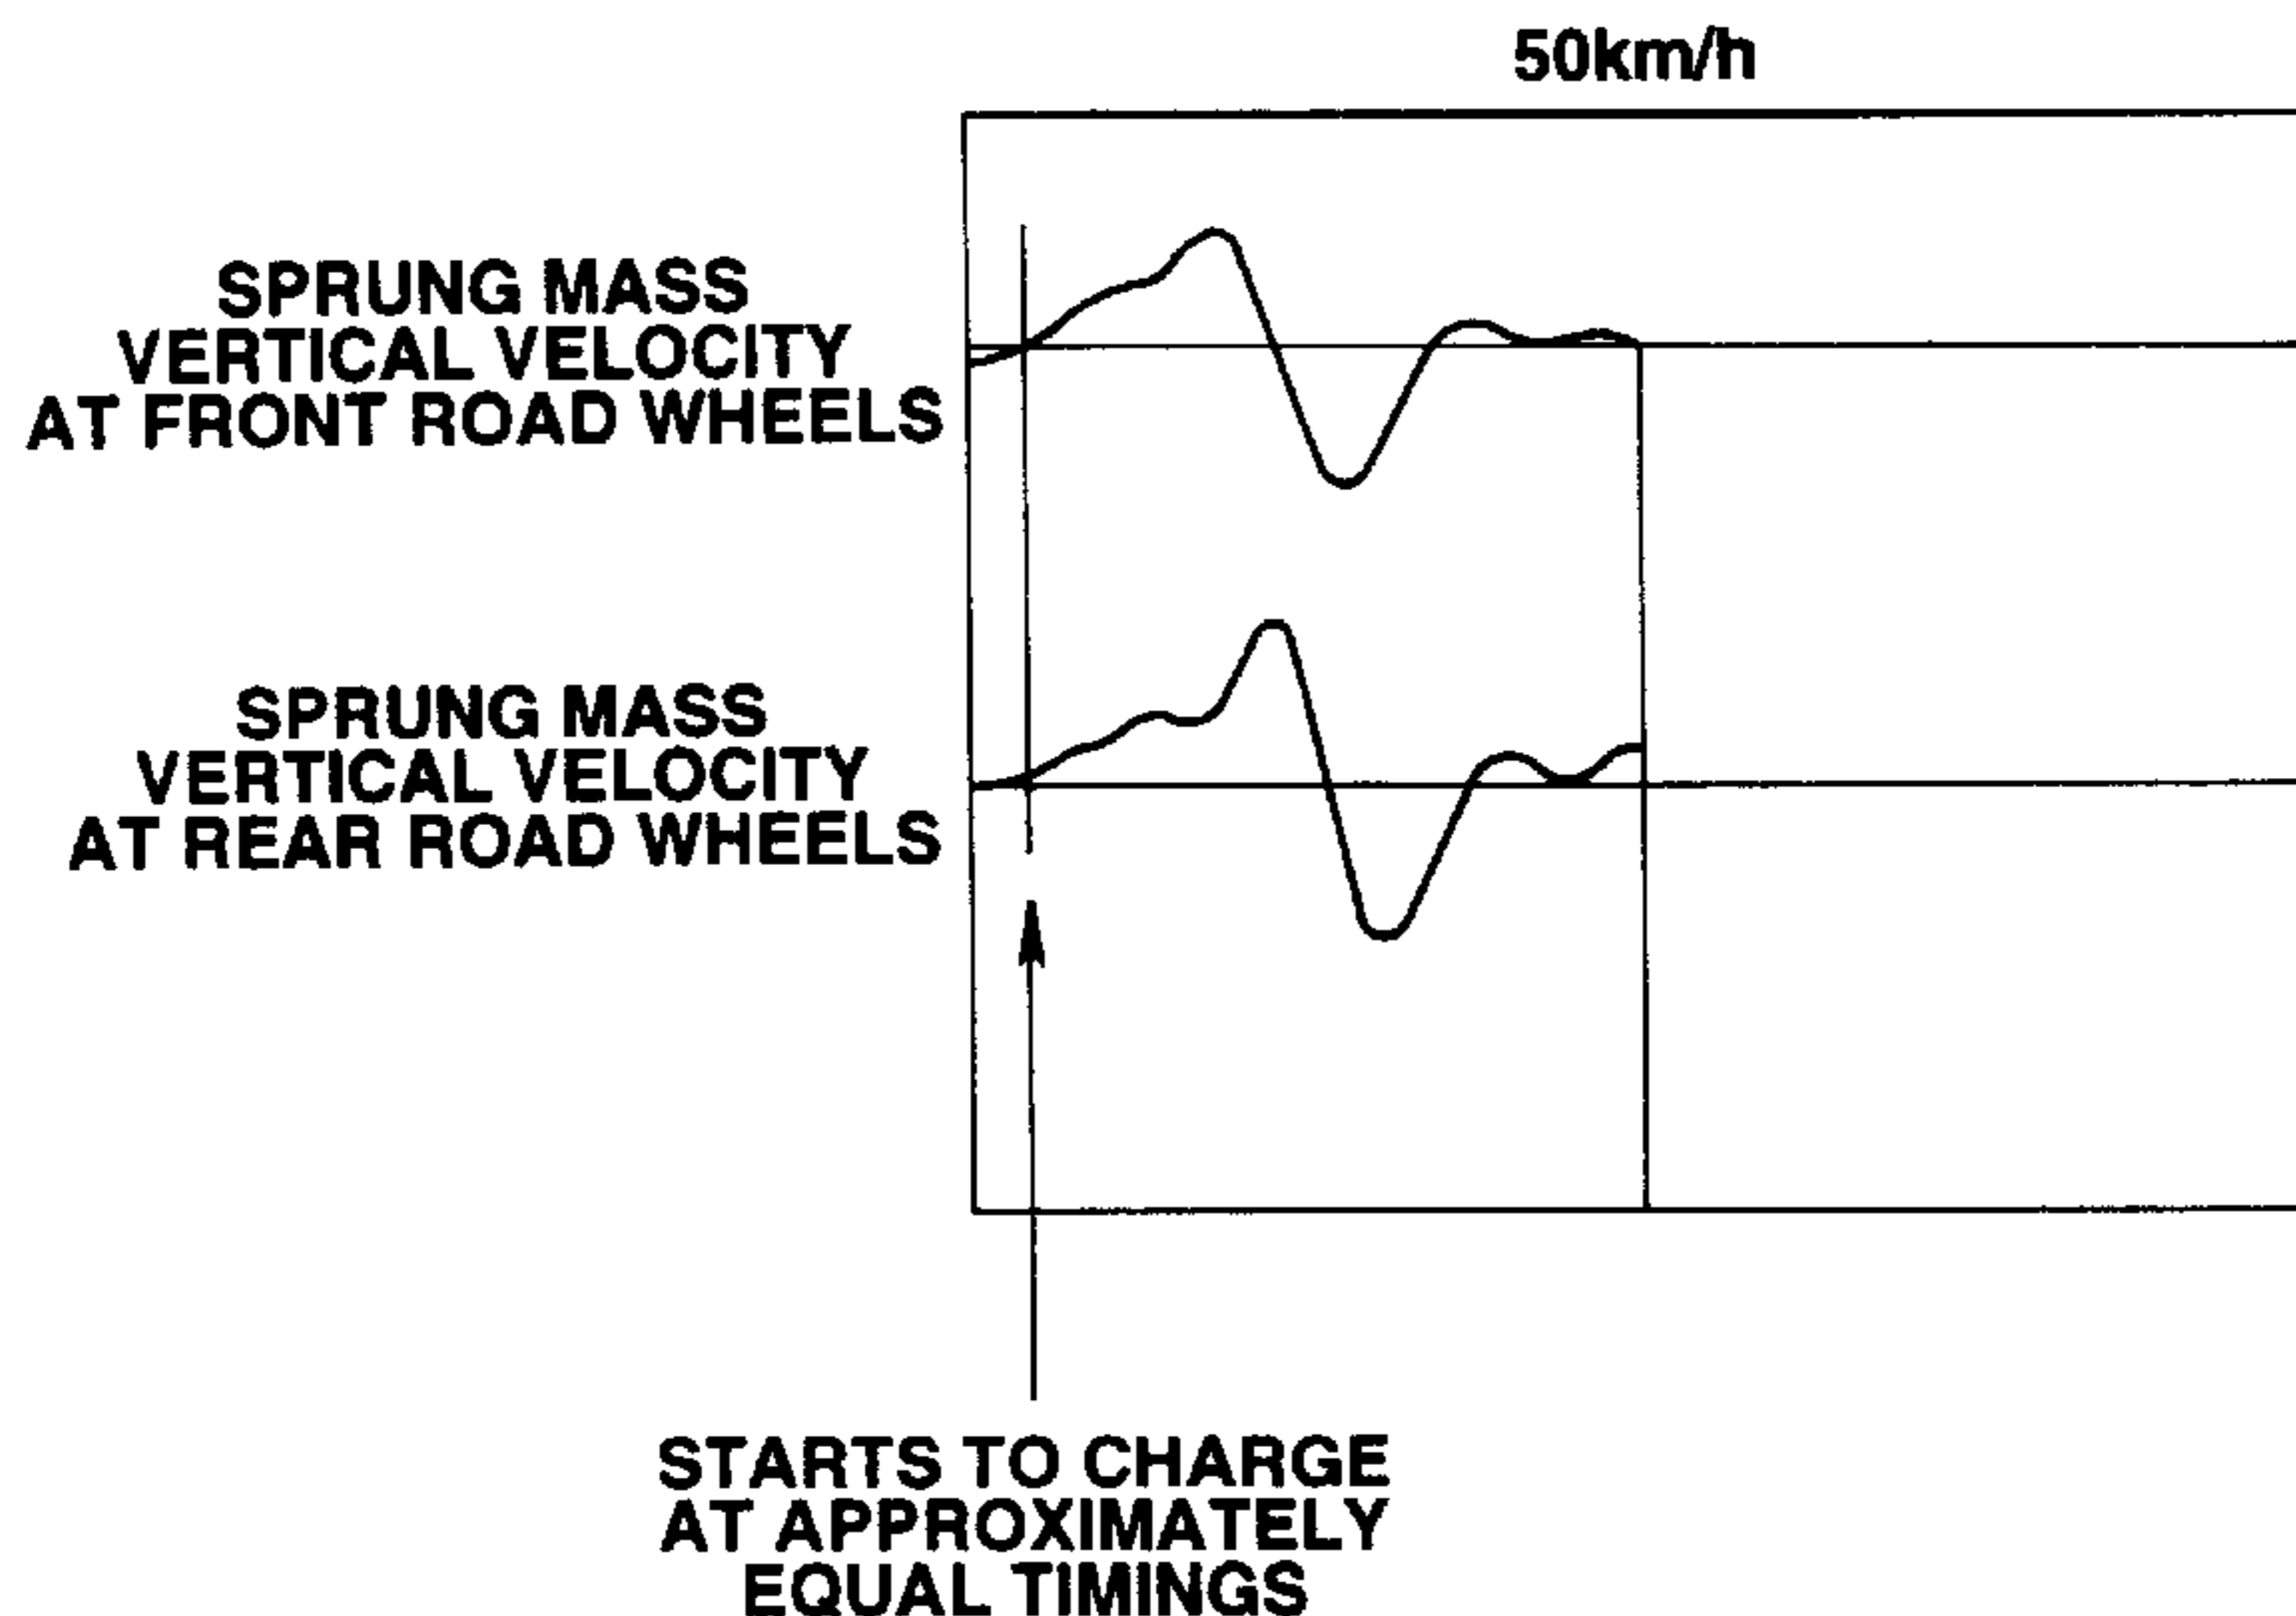 50km/h
SPRUNG MASS
VERTICAL VELOCITY
AT FRONT ROAD WHEELS
SPRUNG MASS
VERTICAL VELOCITY
AT REAR ROAD WHEELS
STARTS TO CHARGE
AT APPROXIMATELY
EQUAL TIMINGS